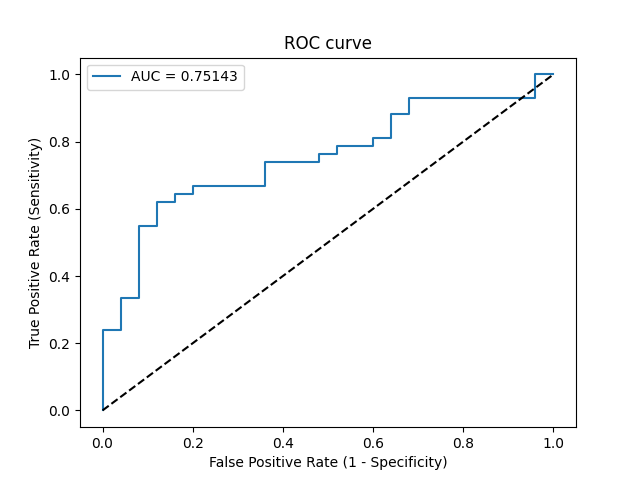 ROC curve
AUC = 0.75143
True Positive Rate (Sensitivity)
1.0
0.8
0.6
0.4
0.2
0.0
0.0 0.2 0.4 0.6 0.8 1.0
False Positive Rate (1 - Specificity)